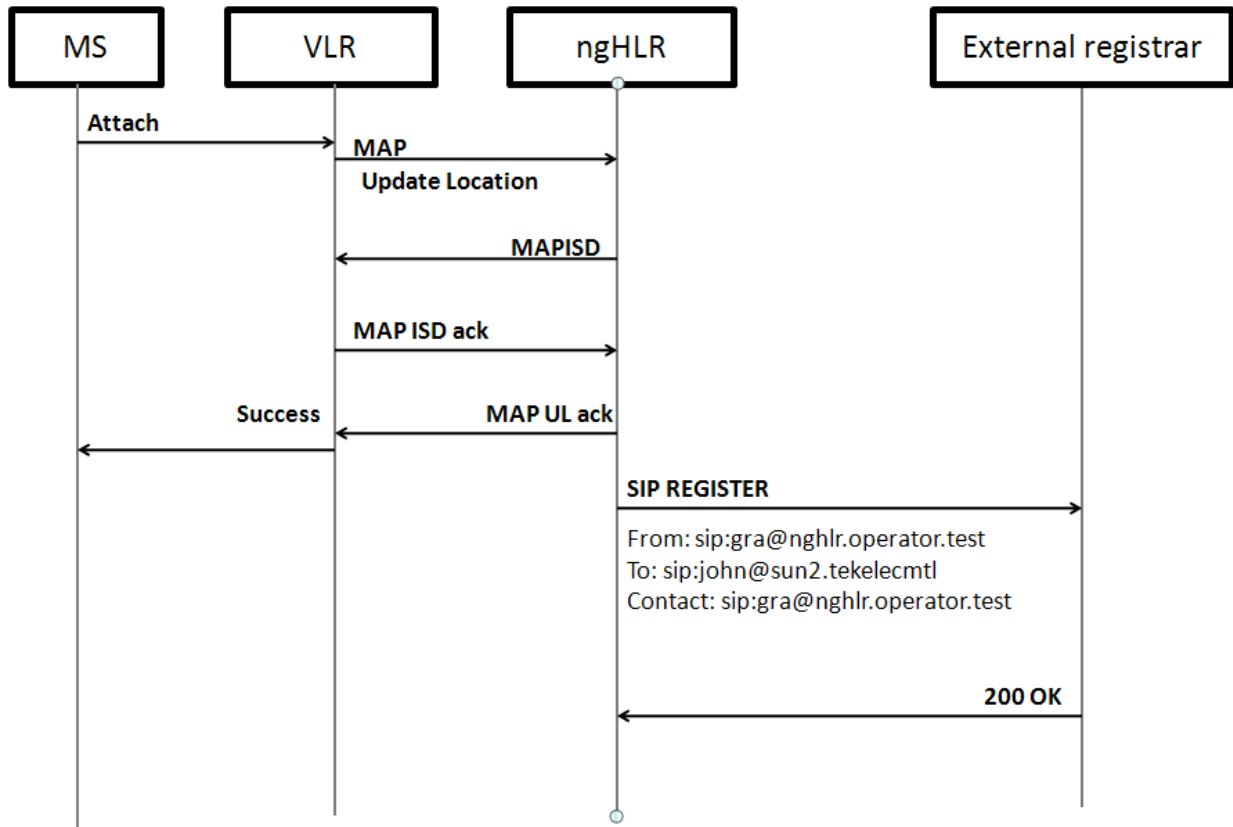 MS
VLR
ngHLR
External registrar
Attach
MAP
Update Location
MAPISD
MAP ISD ack
Success
MAP UL ack
SIP REGISTER
From: sip:gra@nghlr.operator.test
To: sip:john@sun2.tekelecmtl
Contact: sip:gra@nghlr.operator.test
200 OK